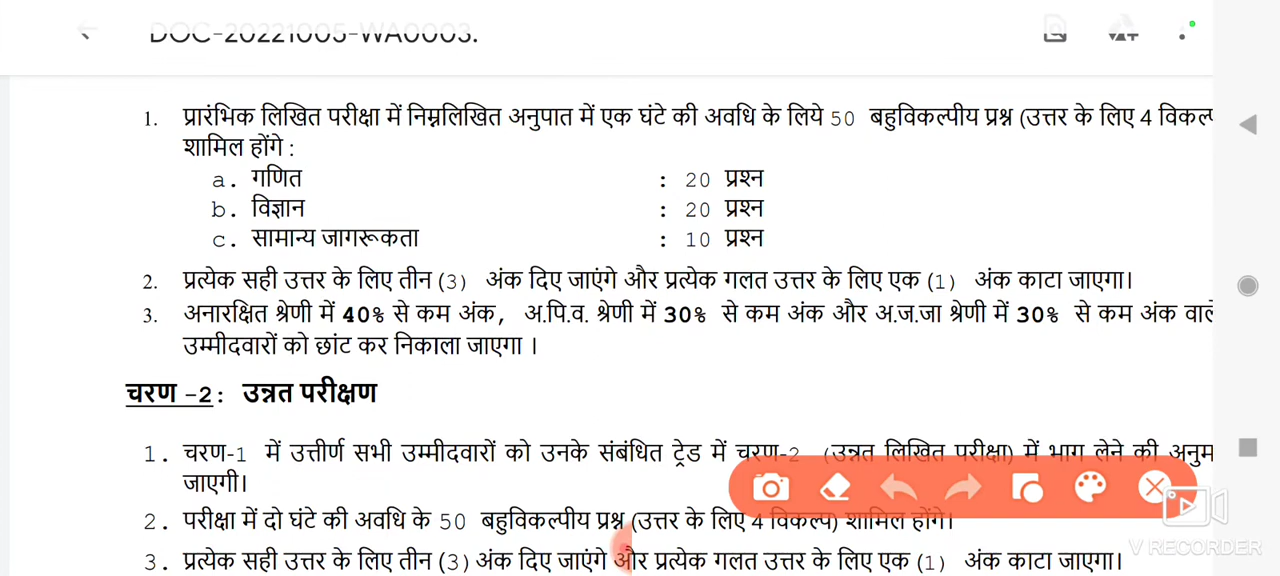 DOC-20221005-WA0003.
1. प्रारंभिक लिखित परीक्षा में निम्नलिखित अनुपात में एक घंटे की अवधि के लिये 50 बहुविकल्पीय प्रश्न (उत्तर के लिए 4 विकल्प
शामिल होंगे :
a. गणित : 20 प्रश्न
b. विज्ञान : 20 प्रश्न
c. सामान्य जागरूकता : 10 प्रश्न
2. प्रत्येक सही उत्तर के लिए तीन (3) अंक दिए जाएंगे और प्रत्येक गलत उत्तर के लिए एक (1) अंक काटा जाएगा।
3. अनारक्षित श्रेणी में 40% से कम अंक, अ.पि.व. श्रेणी में 30% से कम अंक और अ.ज.जा श्रेणी में 30% से कम अंक वाले
उम्मीदवारों को छांट कर निकाला जाएगा ।
चरण -2: उन्नत परीक्षण
1. चरण-1 में उत्तीर्ण सभी उम्मीदवारों को उनके संबंधित ट्रेड में चरण-2 (उन्नत लिखित परीक्षा) में भाग लेने की अनुम
जाएगी।
2. परीक्षा में दो घंटे की अवधि के 50 बहुविकल्पीय प्रश्न (उत्तर के लिए 4 विकल्प) शामिल होंगे।
3. प्रत्येक सही उत्तर के लिए तीन (3) अंक दिए जाएंगे और प्रत्येक गलत उत्तर के लिए एक (1) अंक काटा जाएगा।
V RECORDER